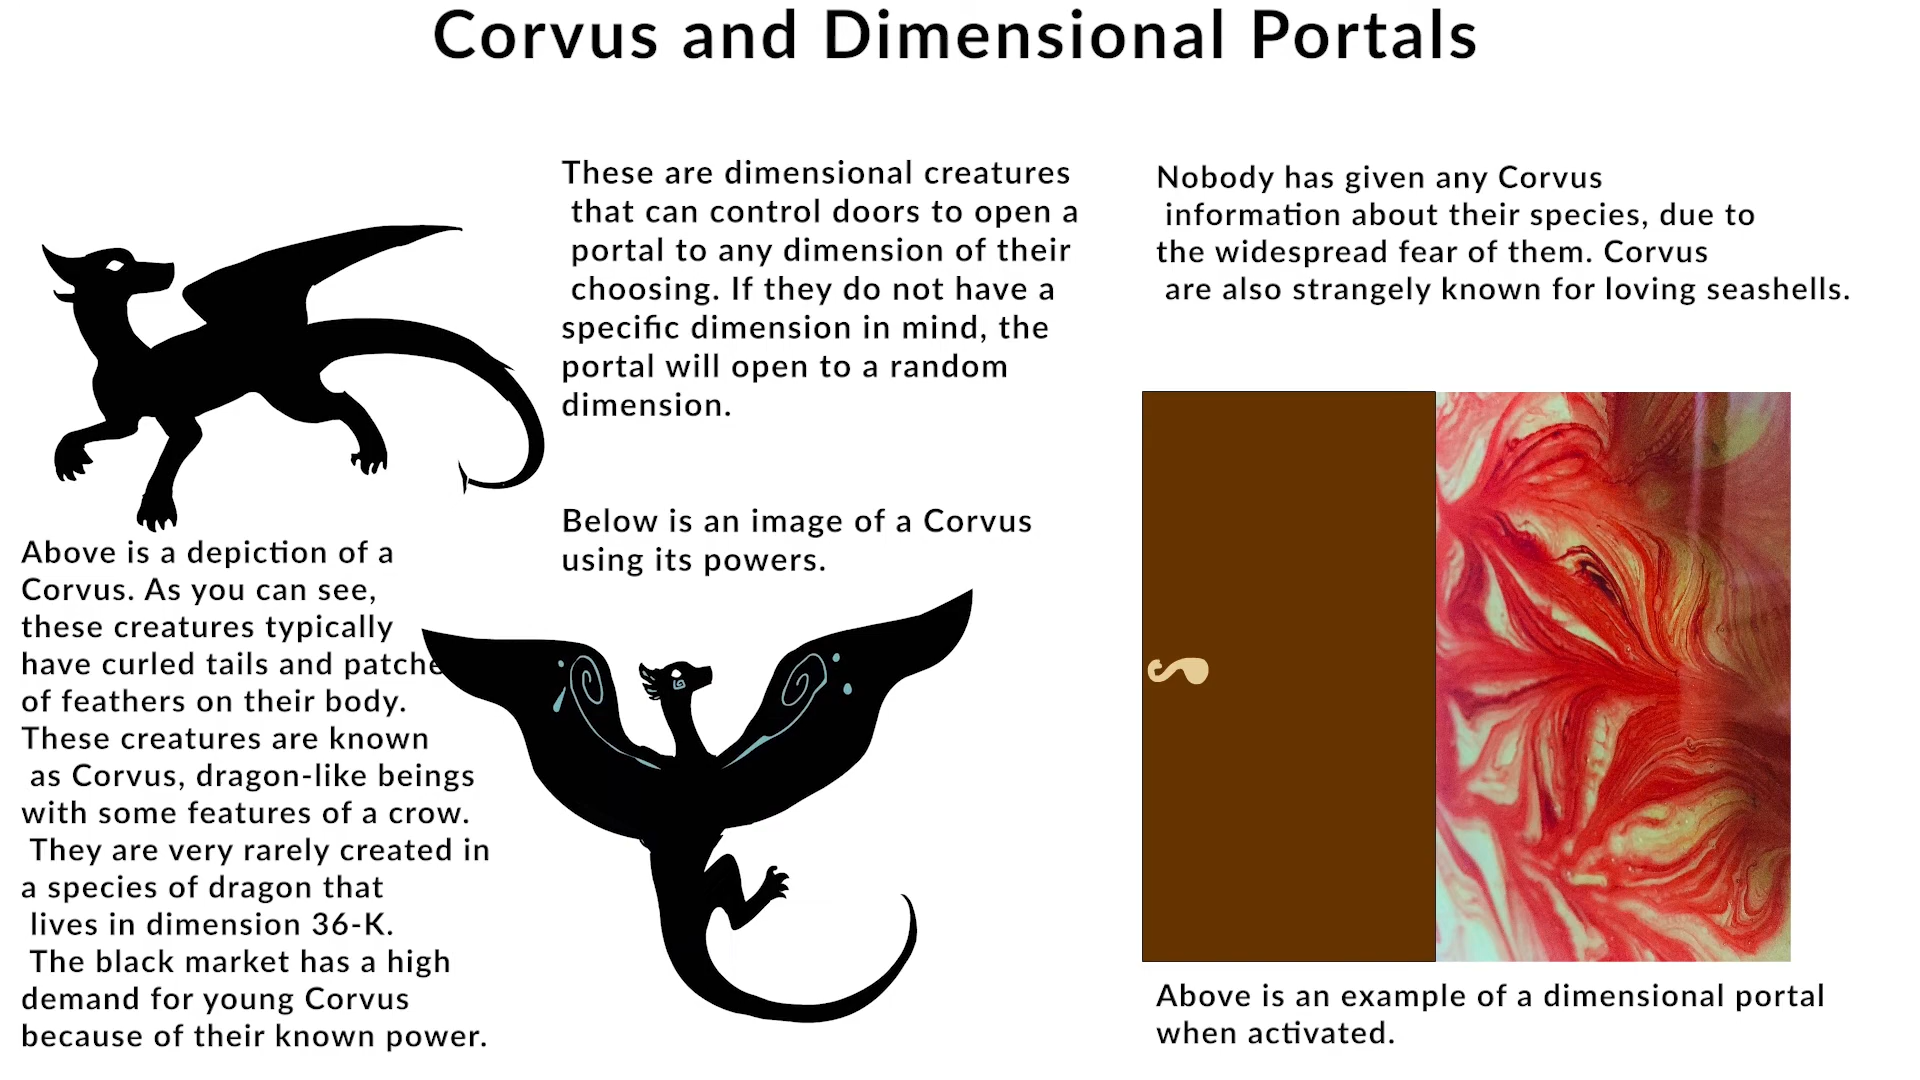 Corvus and Dimensional Portals
Above is a depiction of a
Corvus. As you can see,
these creatures typically
have curled tails and patche
of feathers on their body.
These creatures are known
as Corvus, dragon-like beings
with some features of a crow.
They are very rarely created in
a species of dragon that
lives in dimension 36-K.
The black market has a high
demand for young Corvus
because of their known power.
These are dimensional creatures
that can control doors to open a
portal to any dimension of their
choosing. If they do not have a
specific dimension in mind, the
portal will open to a random
dimension.
Below is an image of a Corvus
using its powers.
Nobody has given any Corvus
information about their species, due to
the widespread fear of them. Corvus
are also strangely known for loving seashells.
Above is an example of a dimensional portal
when activated.